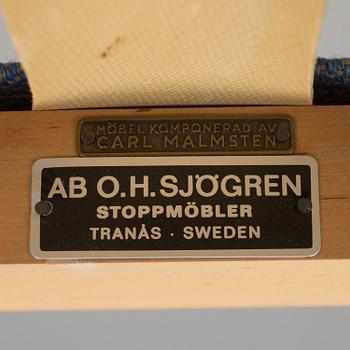 MÖBEL KOMPONERAD AV
CARL MALMSTEN
AB O.H.SJÖGREN
STOPPMÖBLER
TRANÅS · SWEDEN